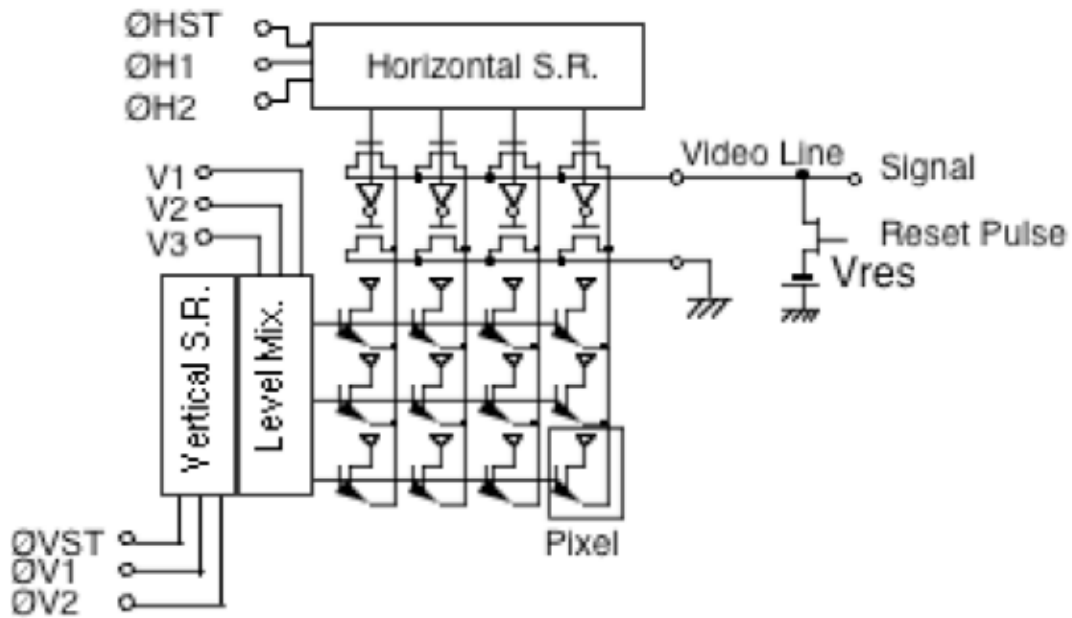 ØHST
ØH1
ØH2
Horizontal S.R.
V1
V2
V3
Video Line
Signal
Reset Pulse
Vres
Vertical S.R.
Level Mix.
Pixel
ØVST
ØV1
ØV2